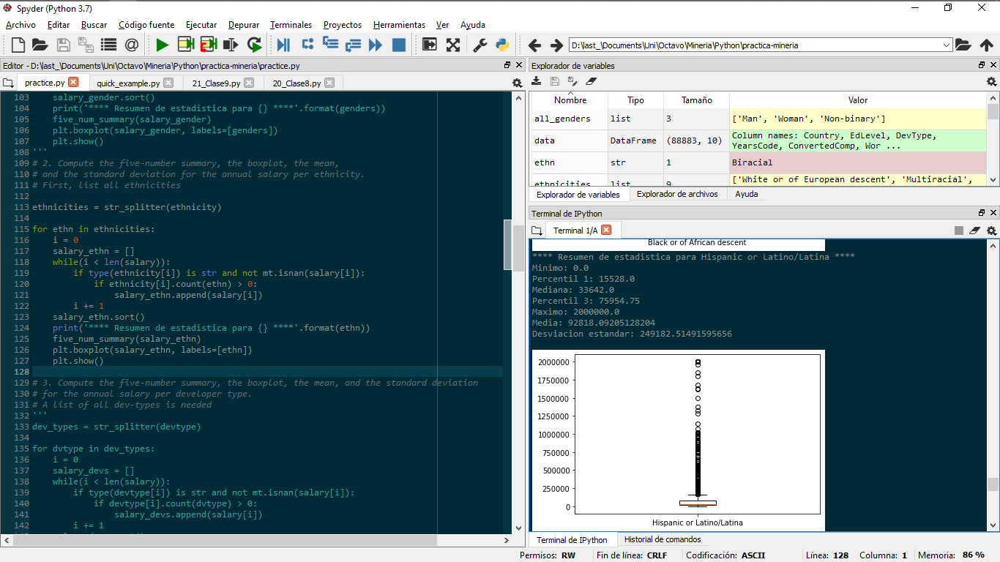 Spyder (Python 3.7)
Archivo Editar Buscar Código fuente Ejecutar Depurar Terminales Proyectos Herramientas Ver Ayuda
D:\last_\Documents\Uni\Octavo\Mineria\Python\practica-mineria
Editor - D:\last_\Documents\Uni\Octavo\Mineria\Python\practica-mineria\practice.py
practice.py quick_example.py 21_Clase9.py 20_Clase8.py
103 salary_gender.sort()
104 print('**** Resumen de estadistica para {} ****'.format(genders))
105 five_num_summary(salary_gender)
106 plt.boxplot(salary_gender, labels=[genders])
107 plt.show()
108 '''
109 # 2. Compute the five-number summary, the boxplot, the mean,
110 # and the standard deviation for the annual salary per ethnicity.
111 # First, list all ethnicities
112
113 ethnicities = str_splitter(ethnicity)
114
115 for ethn in ethnicities:
116 i = 0
117 salary_ethn = []
118 while(i < len(salary)):
119 if type(ethnicity[i]) is str and not mt.isnan(salary[i]):
120 if ethnicity[i].count(ethn) > 0:
121 salary_ethn.append(salary[i])
122 i += 1
123 salary_ethn.sort()
124 print('**** Resumen de estadistica para {} ****'.format(ethn))
125 five_num_summary(salary_ethn)
126 plt.boxplot(salary_ethn, labels=[ethn])
127 plt.show()
128
129 # 3. Compute the five-number summary, the boxplot, the mean, and the standard deviation
130 # for the annual salary per developer type.
131 # A list of all dev-types is needed
132 '''
133 dev_types = str_splitter(devtype)
134
135 for dvtype in dev_types:
136 i = 0
137 salary_devs = []
138 while(i < len(salary)):
139 if type(devtype[i]) is str and not mt.isnan(salary[i]):
140 if devtype[i].count(dvtype) > 0:
141 salary_devs.append(salary[i])
142 i += 1
Explorador de variables
Nombre Tipo Tamaño Valor
all_genders list 3 ['Man', 'Woman', 'Non-binary']
data DataFrame (88883, 10) Column names: Country, EdLevel, DevType,
YearsCode, ConvertedComp, Wor ...
ethn str 1 Biracial
ethnicities list 9 ['White or of European descent', 'Multiracial',
Explorador de variables Explorador de archivos Ayuda
Terminal de IPython
Terminal 1/A
Black or of African descent
**** Resumen de estadistica para Hispanic or Latino/Latina ****
Minimo: 0.0
Percentil 1: 15528.0
Mediana: 33642.0
Percentil 3: 75954.75
Maximo: 2000000.0
Media: 92818.09205128204
Desviacion estandar: 249182.51491595656
2000000
1750000
1500000
1250000
1000000
750000
500000
250000
0
Hispanic or Latino/Latina
Terminal de IPython Historial de comandos
Permisos: RW Fin de línea: CRLF Codificación: ASCII Línea: 128 Columna: 1 Memoria: 86 %